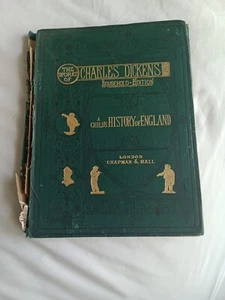 THE WORKS OF
CHARLES DICKENS
HOUSEHOLD EDITION
A
CHILD'S HISTORY OF ENGLAND
LONDON
CHAPMAN & HALL